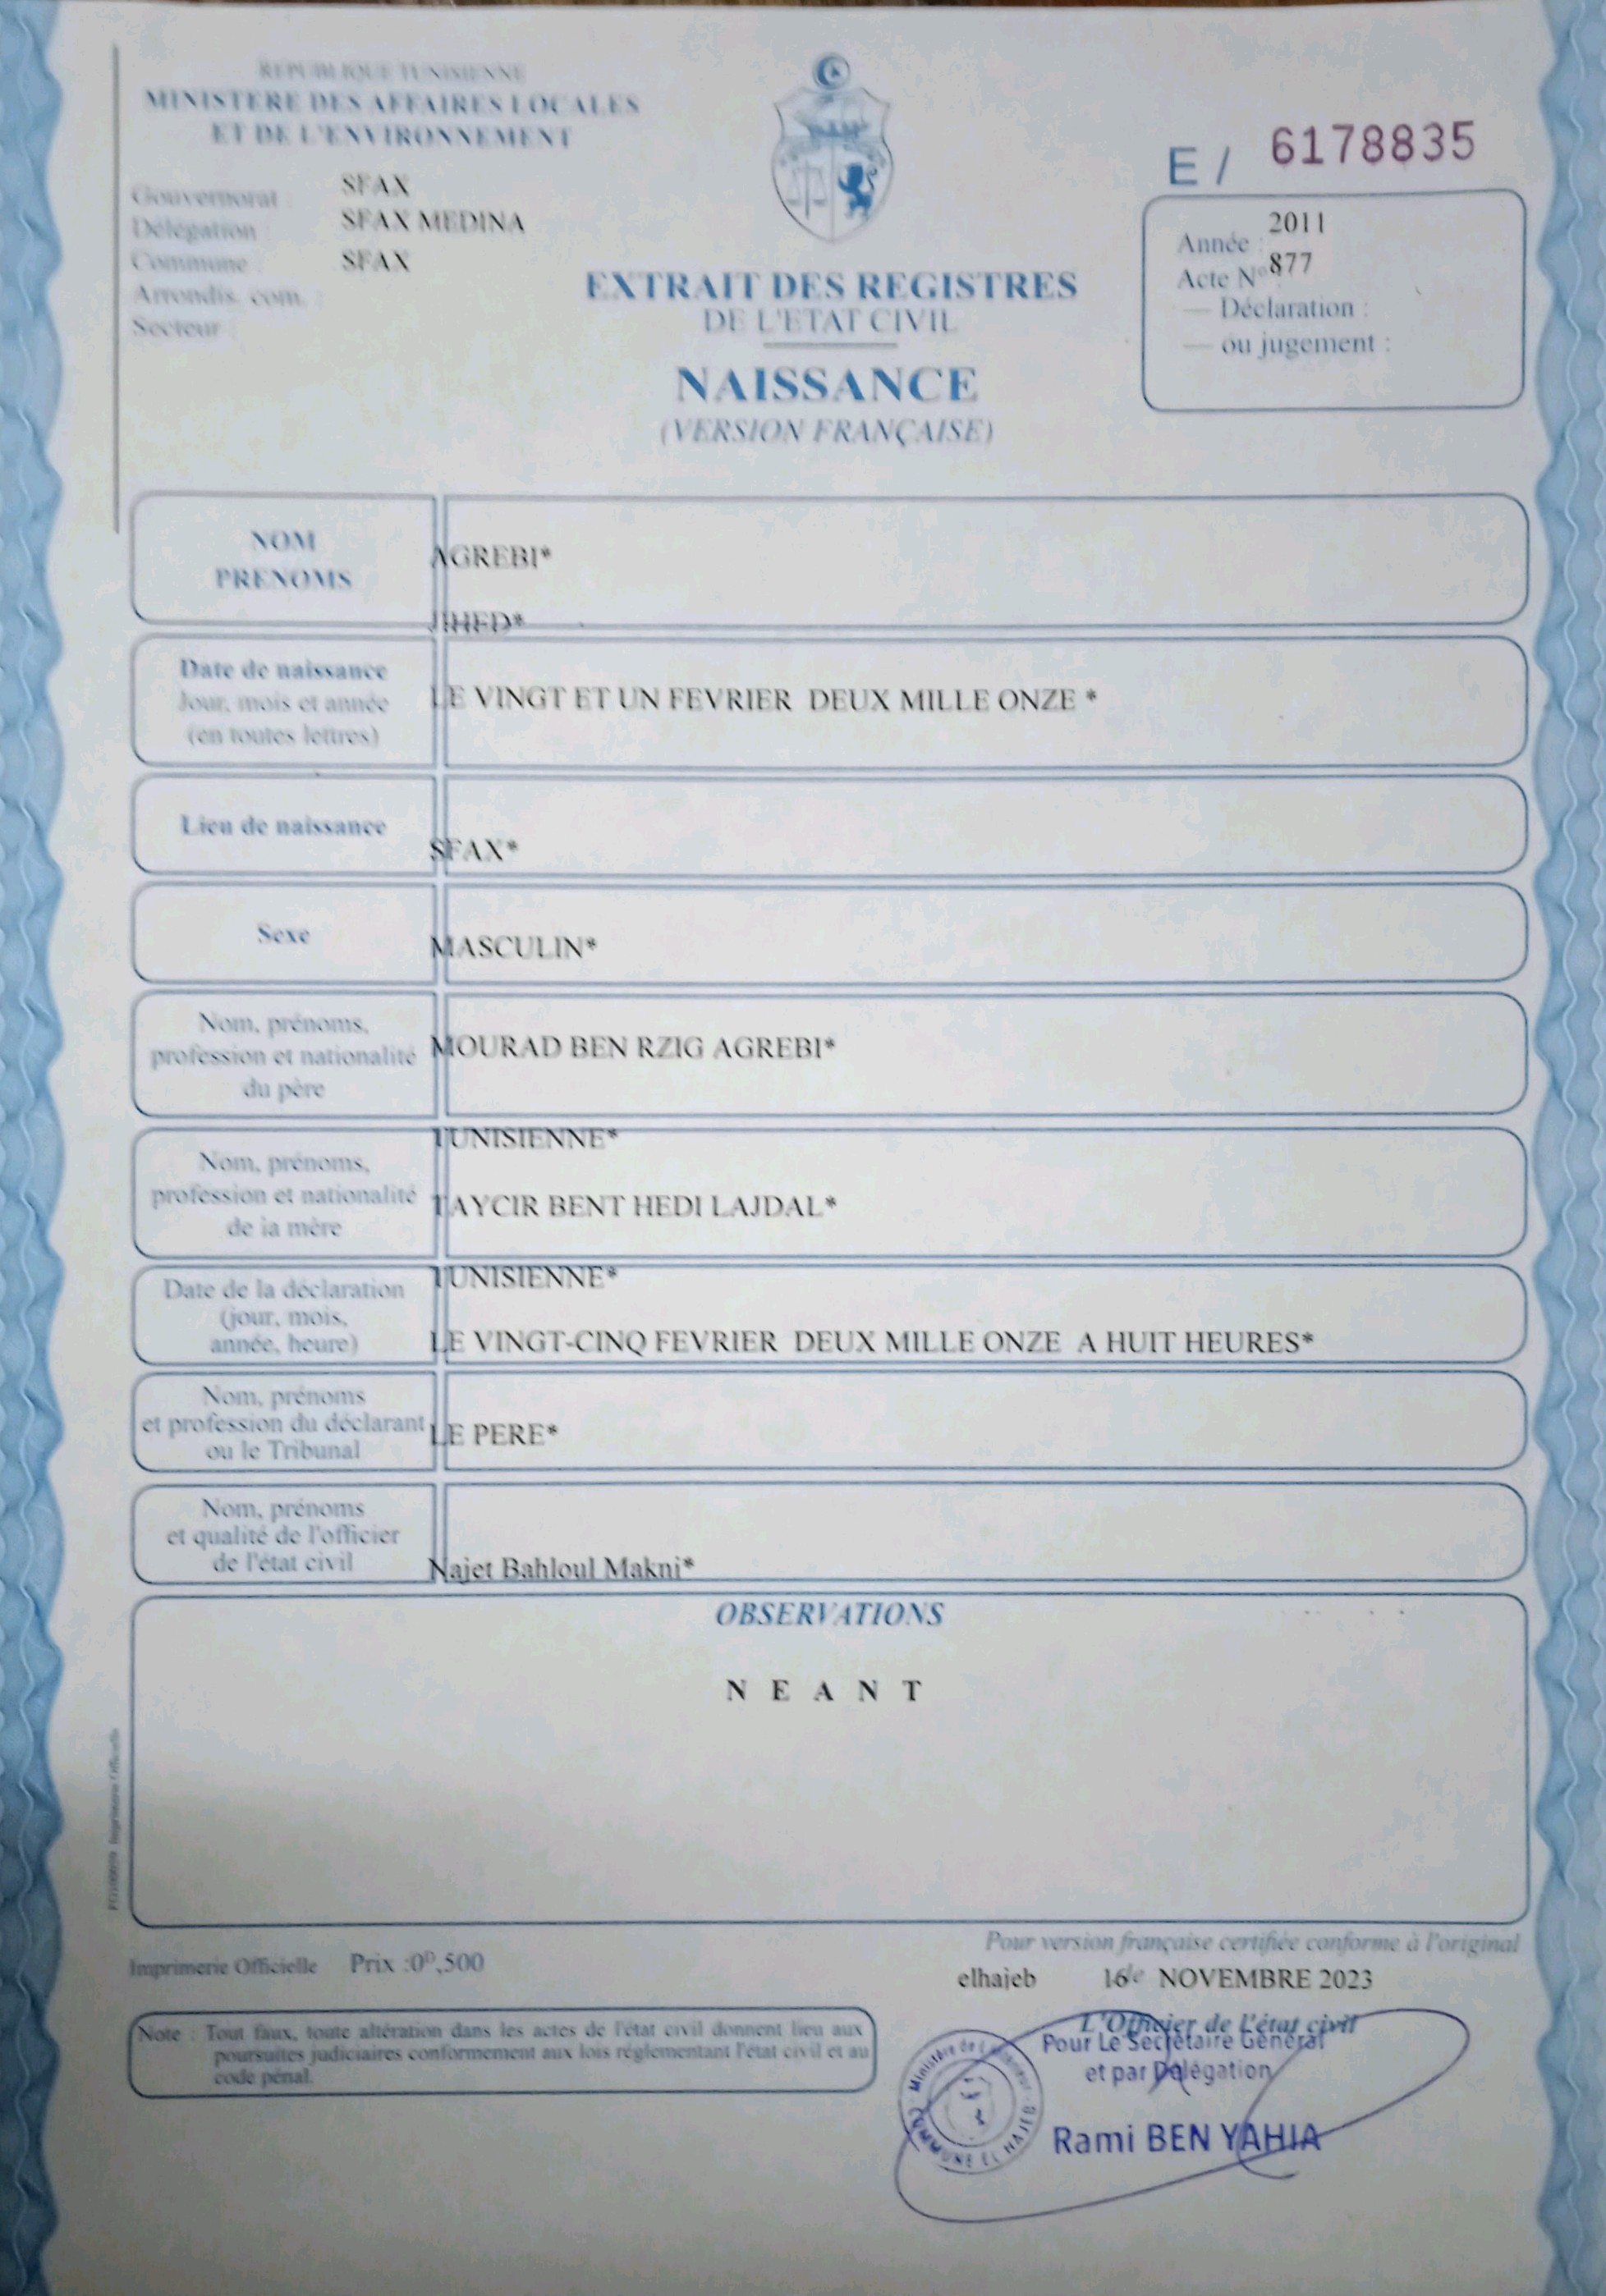 REPUBLIQUE TUNISIENNE
MINISTERE DES AFFAIRES LOCALES
ET DE L'ENVIRONNEMENT
Gouvernorat : SFAX
Délégation : SFAX MEDINA
Commune : SFAX
Arrondis. com. :
Secteur :
E / 6178835
Année : 2011
Acte N° : 877
— Déclaration :
— ou jugement :
EXTRAIT DES REGISTRES
DE L'ETAT CIVIL
NAISSANCE
(VERSION FRANÇAISE)
NOM
PRENOMS
AGREBI*
JIHED*
Date de naissance
Jour, mois et année
(en toutes lettres)
LE VINGT ET UN FEVRIER DEUX MILLE ONZE *
Lieu de naissance
SFAX*
Sexe
MASCULIN*
Nom, prénoms,
profession et nationalité
du père
MOURAD BEN RZIG AGREBI*
TUNISIENNE*
Nom, prénoms,
profession et nationalité
de la mère
TAYCIR BENT HEDI LAJDAL*
TUNISIENNE*
Date de la déclaration
(jour, mois,
année, heure)
LE VINGT-CINQ FEVRIER DEUX MILLE ONZE A HUIT HEURES*
Nom, prénoms
et profession du déclarant
ou le Tribunal
LE PERE*
Nom, prénoms
et qualité de l'officier
de l'état civil
Najet Bahloul Makni*
OBSERVATIONS
N E A N T
Imprimerie Officielle Prix :0ᴰ,500
Pour version française certifiée conforme à l'original
elhajeb 16 le NOVEMBRE 2023
L'Officier de l'état civil
Pour Le Secrétaire Général
et par Délégation
Rami BEN YAHIA
COMMUNE EL HAJEB
Note : Tout faux, toute altération dans les actes de l'état civil donnent lieu aux
poursuites judiciaires conformement aux lois réglementant l'état civil et au
code pénal.